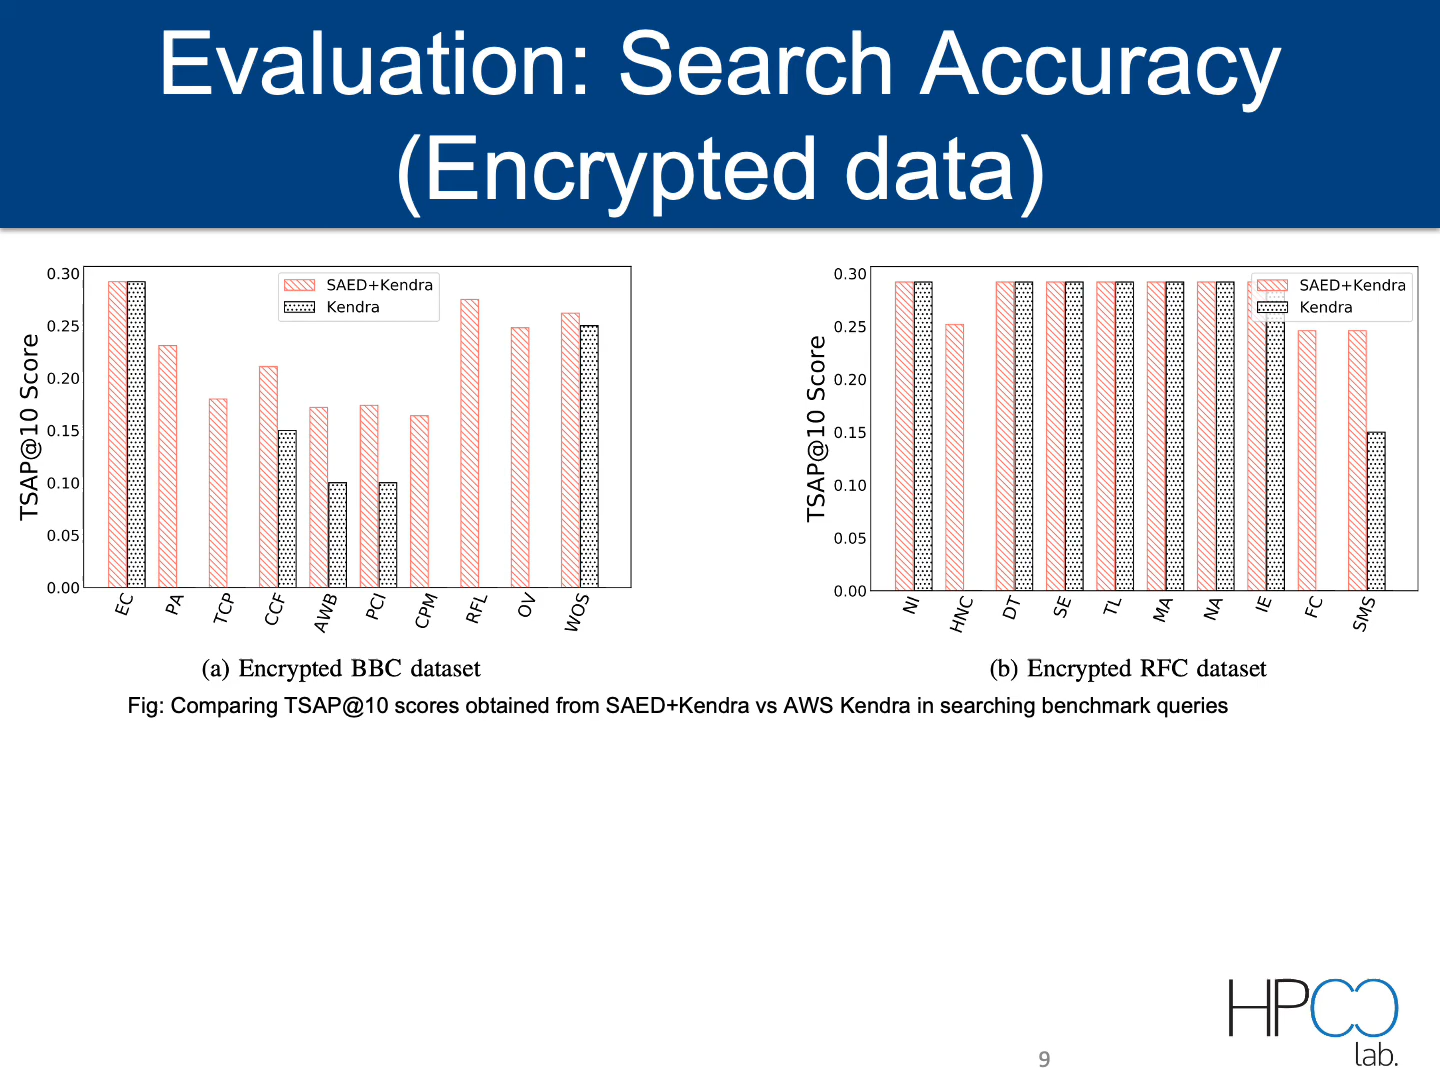 Evaluation: Search Accuracy
(Encrypted data)
TSAP@10 Score
0.30
0.25
0.20
0.15
0.10
0.05
0.00
SAED+Kendra
Kendra
EC
PA
TCP
CCF
AWB
PCI
CPM
RFL
OV
WOS
(a) Encrypted BBC dataset
TSAP@10 Score
0.30
0.25
0.20
0.15
0.10
0.05
0.00
SAED+Kendra
Kendra
NI
HNC
DT
SE
TL
MA
NA
IE
FC
SMS
(b) Encrypted RFC dataset
Fig: Comparing TSAP@10 scores obtained from SAED+Kendra vs AWS Kendra in searching benchmark queries
HPCC
lab.
9